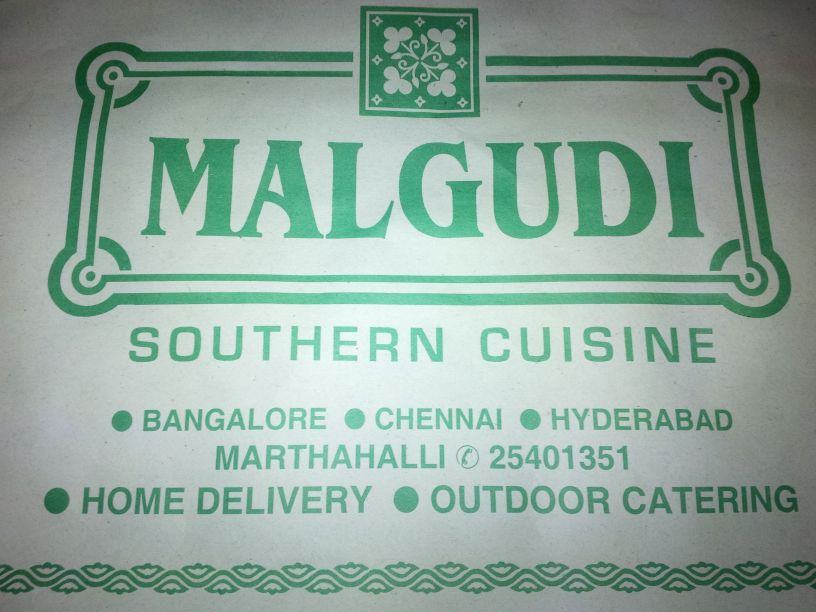 MALGUDI
SOUTHERN CUISINE
● BANGALORE ● CHENNAI ● HYDERABAD
MARTHAHALLI ✆ 25401351
● HOME DELIVERY ● OUTDOOR CATERING